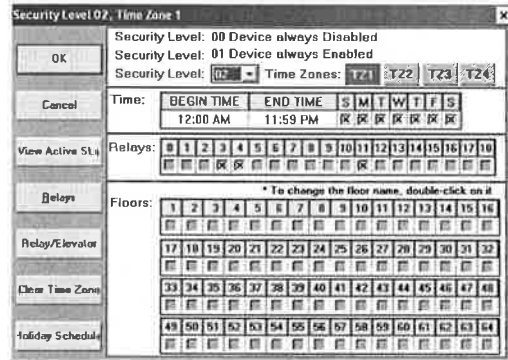 Security Level 02, Time Zone 1
Security Level: 00 Device always Disabled
OK
Security Level: 01 Device always Enabled
Security Level: 02 Time Zones: TZ1 TZ2 TZ3 TZ4
Cancel
Time: BEGIN TIME END TIME S M T W T F S
12:00 AM 11:59 PM
View Active SLs
Relays: 0 1 2 3 4 5 6 7 8 9 10 11 12 13 14 15 16 17 18
Relays
* To change the floor name, double-click on it
Floors: 1 2 3 4 5 6 7 8 9 10 11 12 13 14 15 16
Relay/Elevator
17 18 19 20 21 22 23 24 25 26 27 28 29 30 31 32
Clear Time Zone
33 34 35 36 37 38 39 40 41 42 43 44 45 46 47 48
Holiday Schedule
49 50 51 52 53 54 55 56 57 58 59 60 61 62 63 64